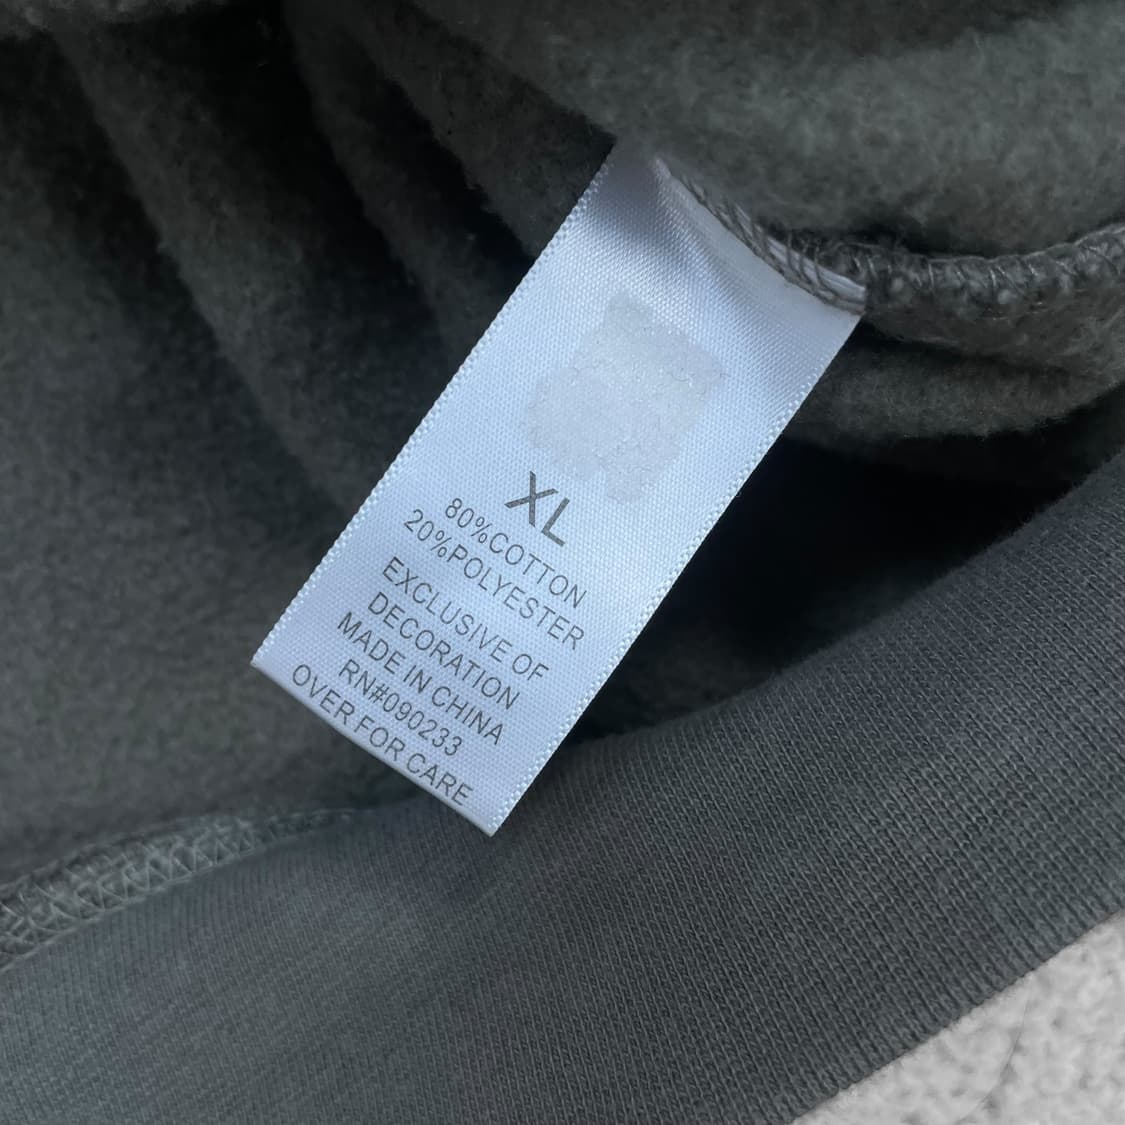 XL
80%COTTON
20%POLYESTER
EXCLUSIVE OF
DECORATION
MADE IN CHINA
RN#090233
OVER FOR CARE